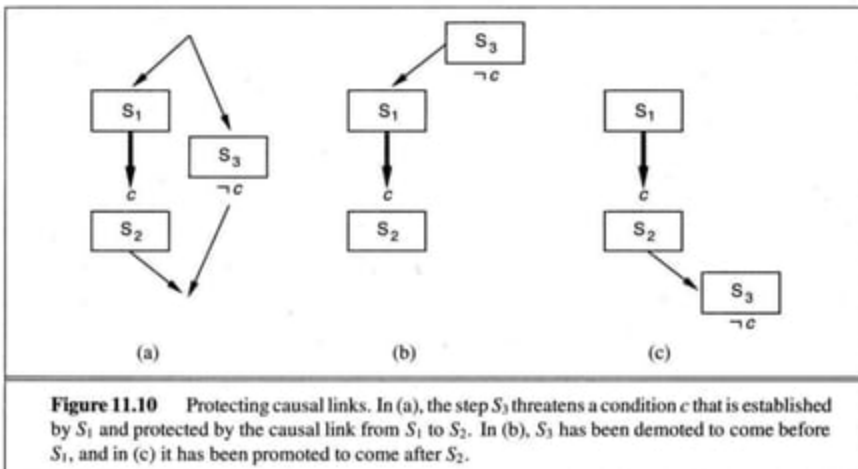 S₃
¬c
S₁
S₁
S₁
S₃
¬c
c
c
c
S₂
S₂
S₂
S₃
¬c
(a)
(b)
(c)
Figure 11.10 Protecting causal links. In (a), the step S₃ threatens a condition c that is established
by S₁ and protected by the causal link from S₁ to S₂. In (b), S₃ has been demoted to come before
S₁, and in (c) it has been promoted to come after S₂.